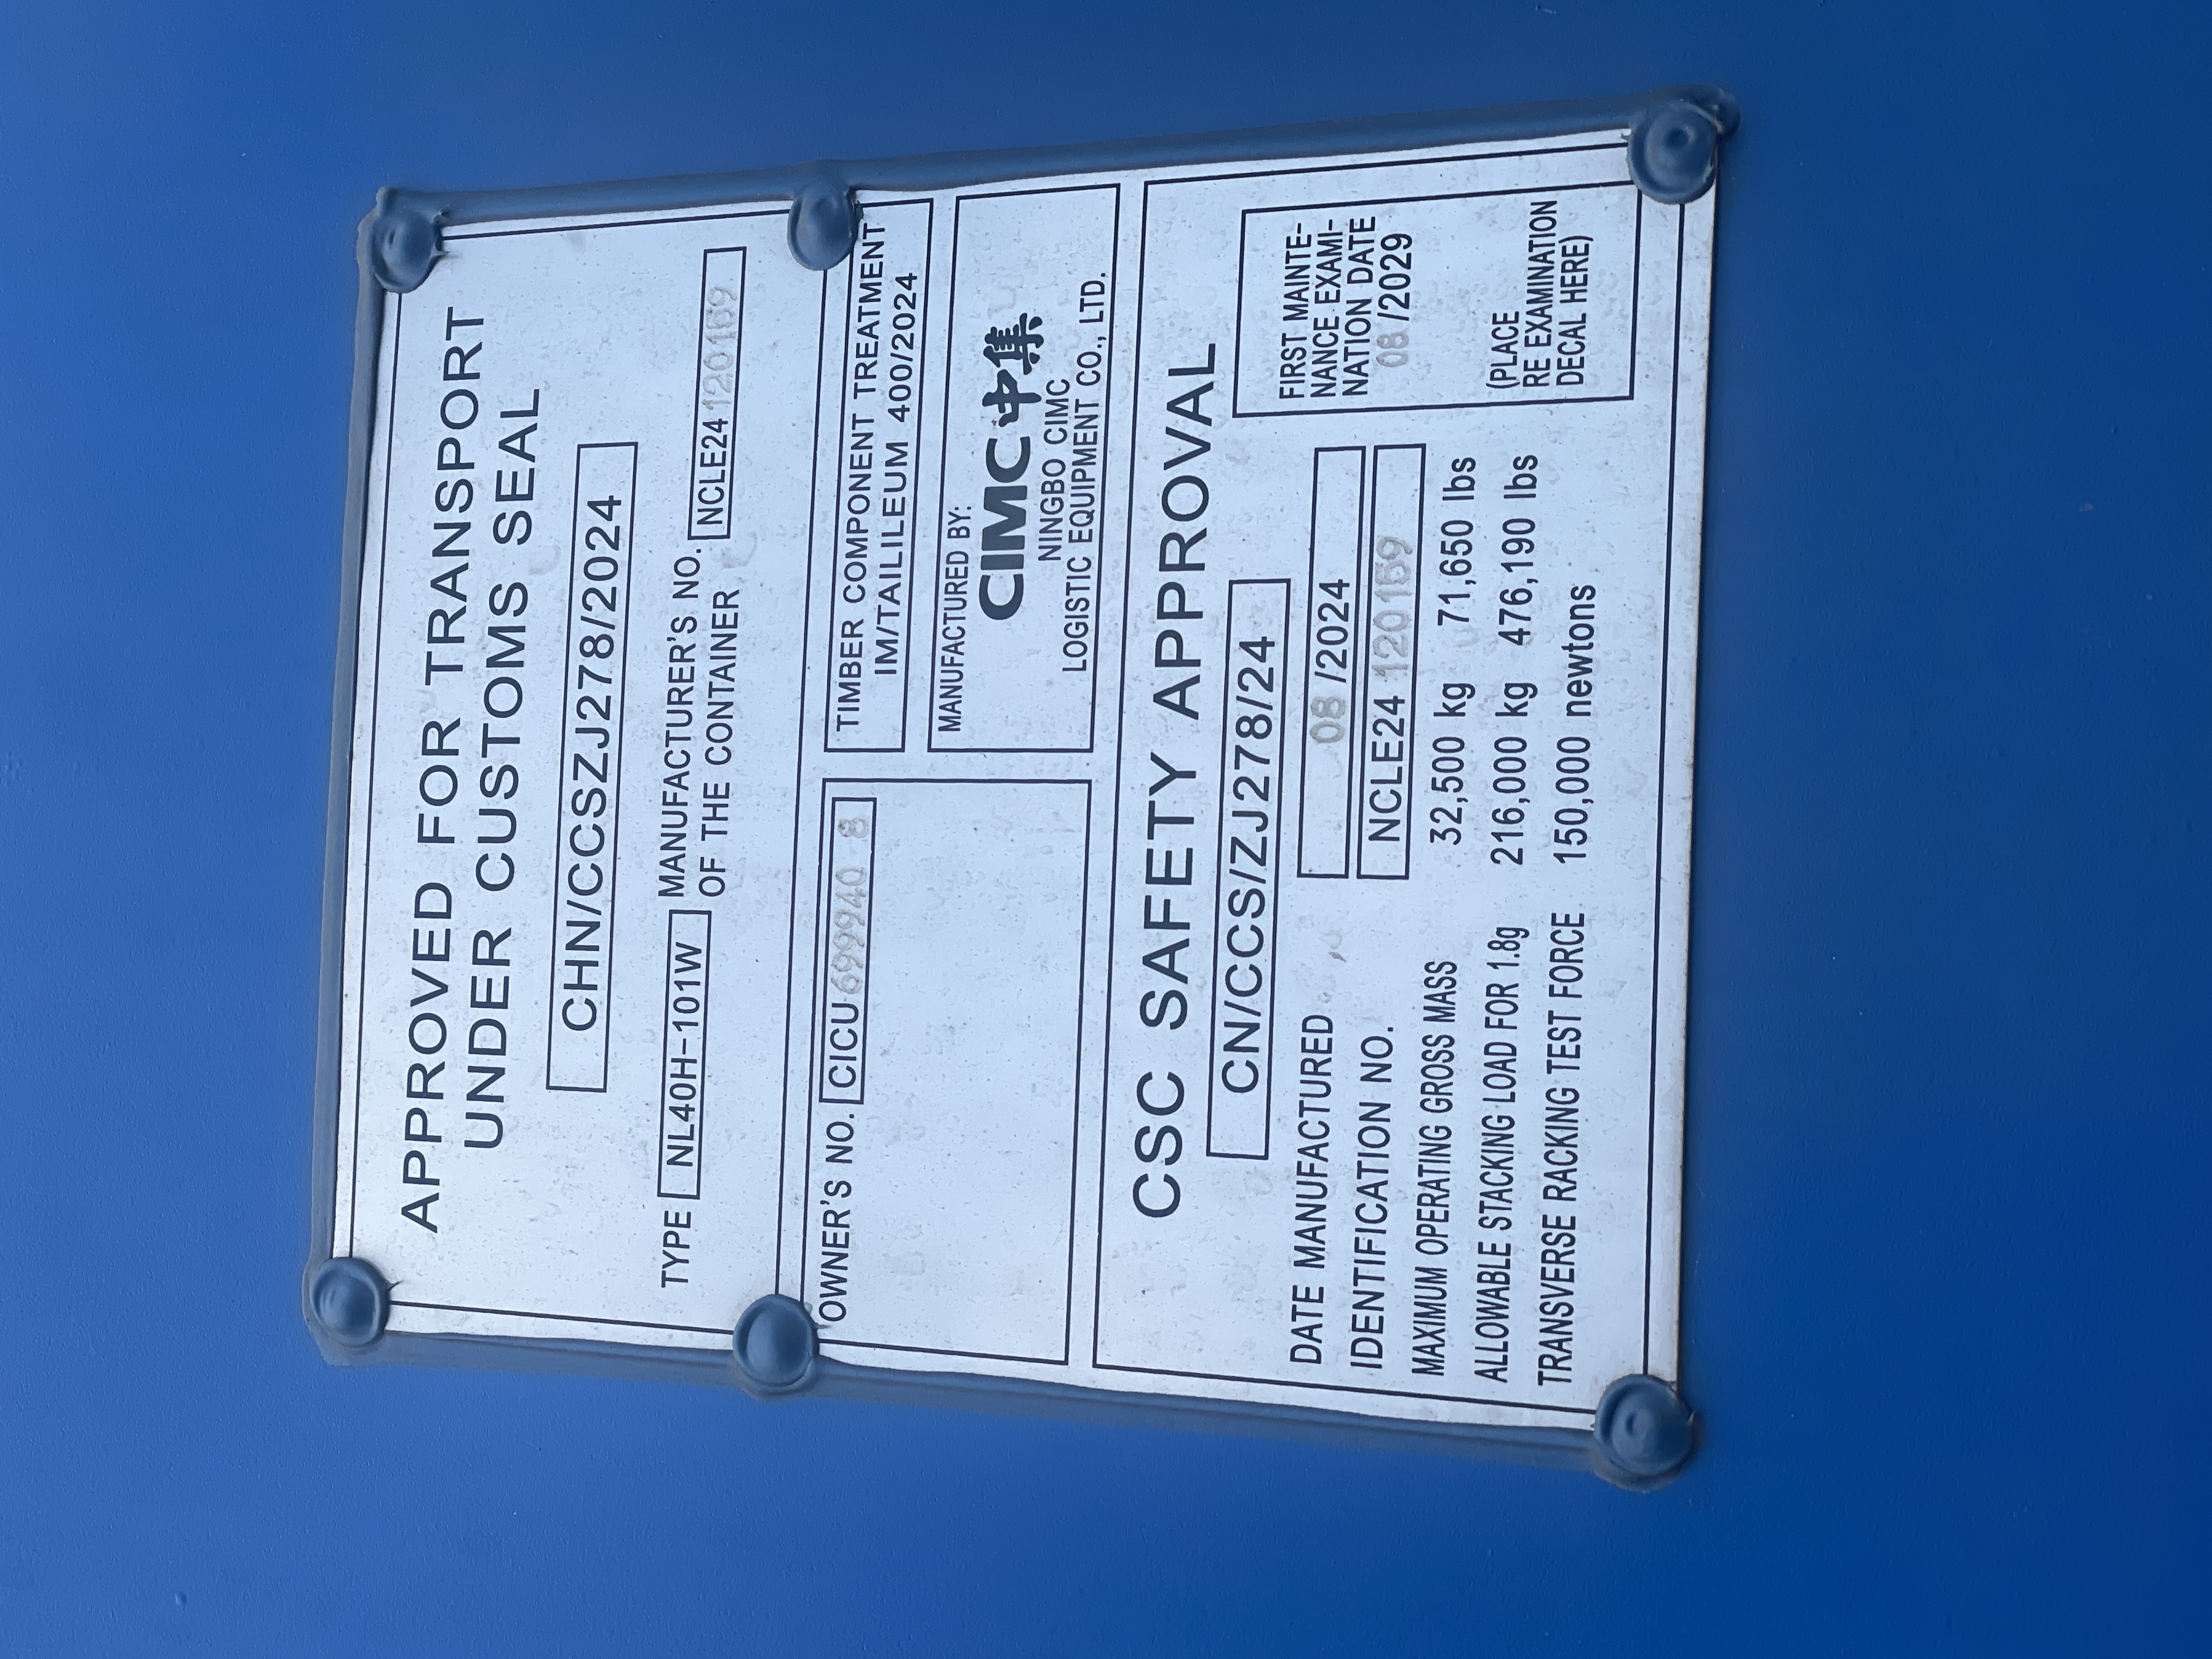 APPROVED FOR TRANSPORT
UNDER CUSTOMS SEAL
CHN/CCSZJ278/2024
TYPE NL40H-101W MANUFACTURER'S NO. OF THE CONTAINER NCLE24 120169
OWNER'S NO. CICU 699940 8
TIMBER COMPONENT TREATMENT
IM/TAILILEUM 400/2024
MANUFACTURED BY:
CIMC 中集
NINGBO CIMC
LOGISTIC EQUIPMENT CO., LTD.
CSC SAFETY APPROVAL
CN/CCS/ZJ278/24
DATE MANUFACTURED 08 /2024
IDENTIFICATION NO. NCLE24 120169
MAXIMUM OPERATING GROSS MASS 32,500 kg 71,650 lbs
ALLOWABLE STACKING LOAD FOR 1.8g 216,000 kg 476,190 lbs
TRANSVERSE RACKING TEST FORCE 150,000 newtons
FIRST MAINTE-
NANCE EXAMI-
NATION DATE
08 /2029
(PLACE
RE EXAMINATION
DECAL HERE)